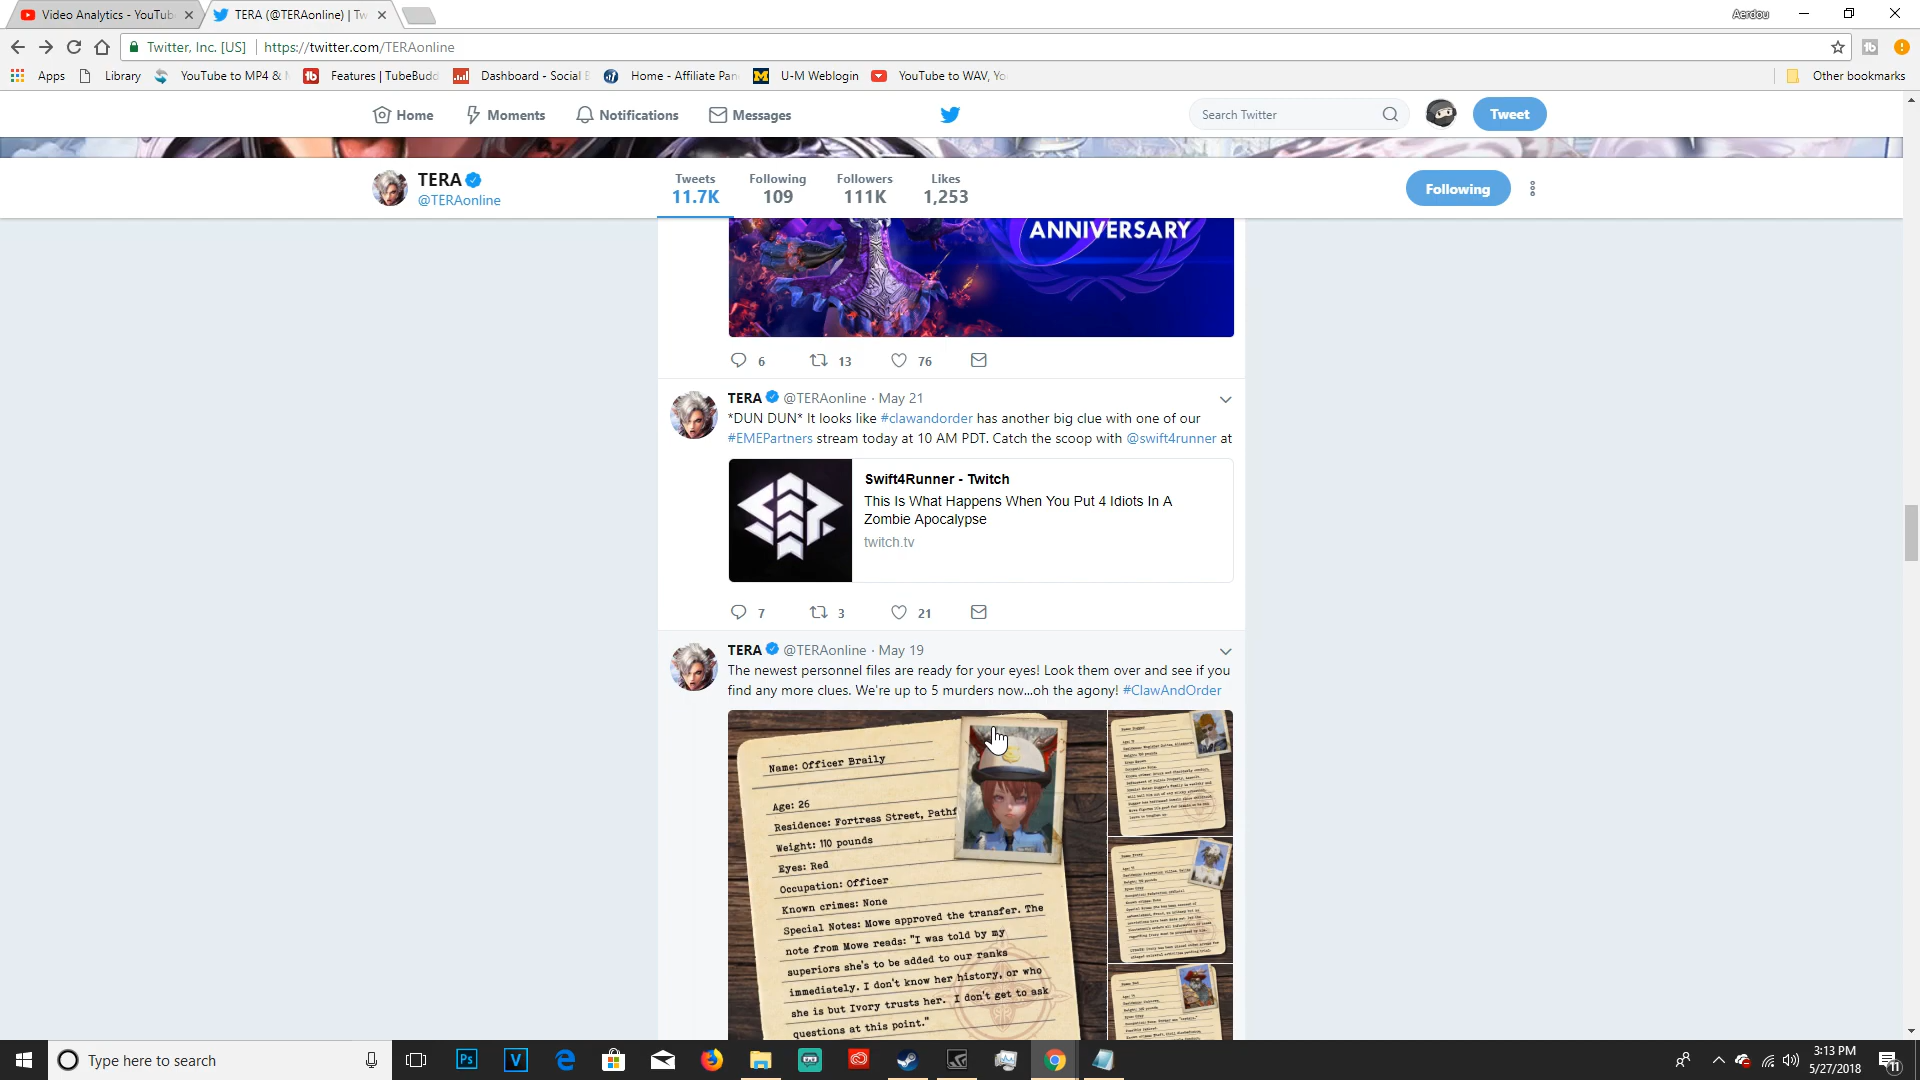 Video Analytics - YouTub
TERA (@TERAonline) | Tw
Aerdou
Twitter, Inc. [US]
https://twitter.com/TERAonline
Apps
Library
YouTube to MP4 &
Features | TubeBudd
Dashboard - Social B
Home - Affiliate Pan
U-M Weblogin
YouTube to WAV, Yo
Other bookmarks
Home
Moments
Notifications
Messages
Search Twitter
Tweet
TERA
@TERAonline
Tweets
11.7K
Following
109
Followers
111K
Likes
1,253
Following
ANNIVERSARY
6
13
76
TERA @TERAonline · May 21
*DUN DUN* It looks like #clawandorder has another big clue with one of our
#EMEPartners stream today at 10 AM PDT. Catch the scoop with @swift4runner at
Swift4Runner - Twitch
This Is What Happens When You Put 4 Idiots In A
Zombie Apocalypse
twitch.tv
7
3
21
TERA @TERAonline · May 19
The newest personnel files are ready for your eyes! Look them over and see if you
find any more clues. We're up to 5 murders now...oh the agony! #ClawAndOrder
Name: Officer Braily
Age: 26
Residence: Fortress Street, Pathf
Weight: 110 pounds
Eyes: Red
Occupation: Officer
Known crimes: None
Special Notes: Mowe approved the transfer. The
note from Mowe reads: "I was told by my
superiors she's to be added to our ranks
immediately. I don't know her history, or who
she is but Ivory trusts her. I don't get to ask
questions at this point."
Type here to search
Ps
V
3:13 PM
5/27/2018
11